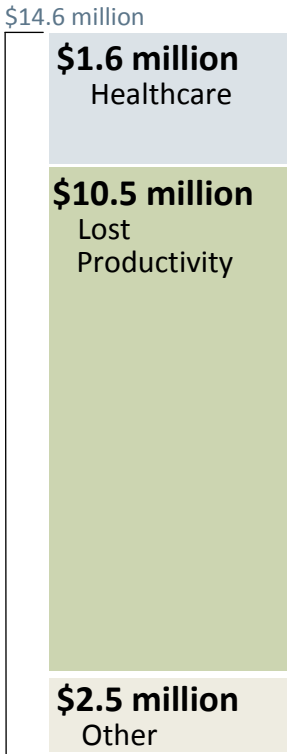 $14.6 million
$1.6 million
Healthcare
$10.5 million
Lost
Productivity
$2.5 million
Other